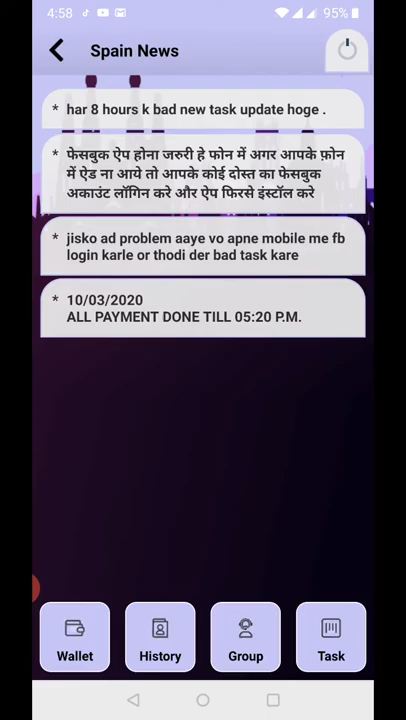 4:58
95%
Spain News
* har 8 hours k bad new task update hoge .
* फेसबुक ऐप होना जरुरी हे फोन में अगर आपके फ़ोन
में ऐड ना आये तो आपके कोई दोस्त का फेसबुक
अकाउंट लॉगिन करे और ऐप फिरसे इंस्टॉल करे
* jisko ad problem aaye vo apne mobile me fb
login karle or thodi der bad task kare
* 10/03/2020
ALL PAYMENT DONE TILL 05:20 P.M.
Wallet History Group Task